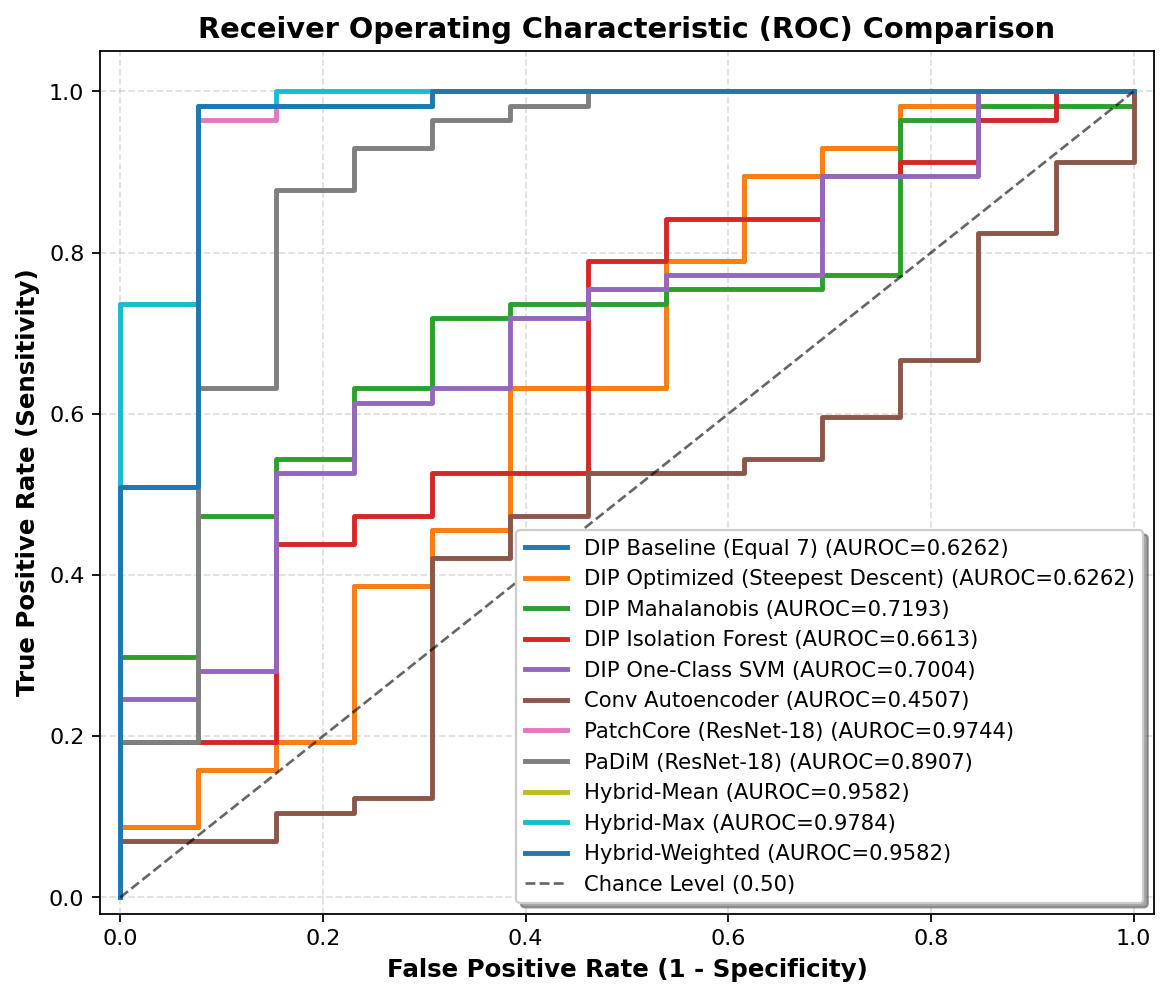 Receiver Operating Characteristic (ROC) Comparison
1.0
0.8
0.6
0.4
0.2
0.0
True Positive Rate (Sensitivity)
DIP Baseline (Equal 7) (AUROC=0.6262)
DIP Optimized (Steepest Descent) (AUROC=0.6262)
DIP Mahalanobis (AUROC=0.7193)
DIP Isolation Forest (AUROC=0.6613)
DIP One-Class SVM (AUROC=0.7004)
Conv Autoencoder (AUROC=0.4507)
PatchCore (ResNet-18) (AUROC=0.9744)
PaDiM (ResNet-18) (AUROC=0.8907)
Hybrid-Mean (AUROC=0.9582)
Hybrid-Max (AUROC=0.9784)
Hybrid-Weighted (AUROC=0.9582)
Chance Level (0.50)
0.0 0.2 0.4 0.6 0.8 1.0
False Positive Rate (1 - Specificity)